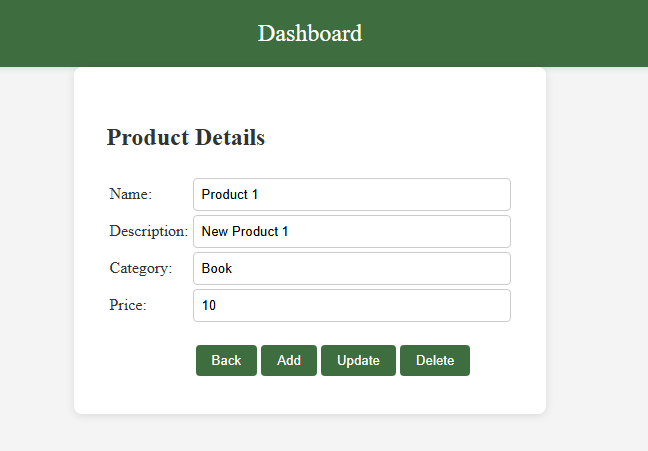 Dashboard
Product Details
Name: Product 1
Description: New Product 1
Category: Book
Price: 10
Back Add Update Delete